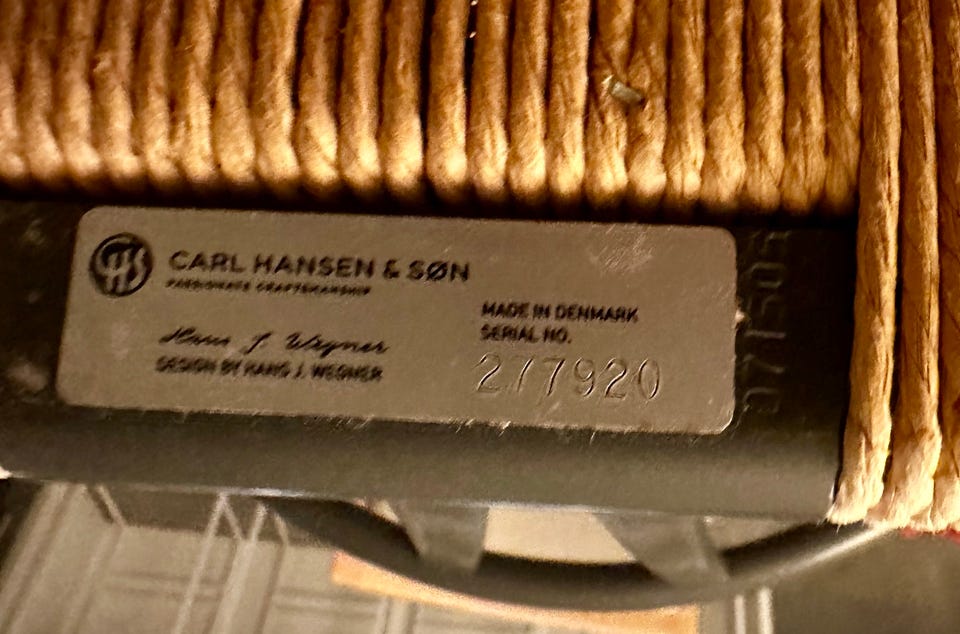 CARL HANSEN & SØN
PASSIONATE CRAFTSMANSHIP
Hans J. Wegner
DESIGN BY HANS J. WEGNER
MADE IN DENMARK
SERIAL NO.
277920